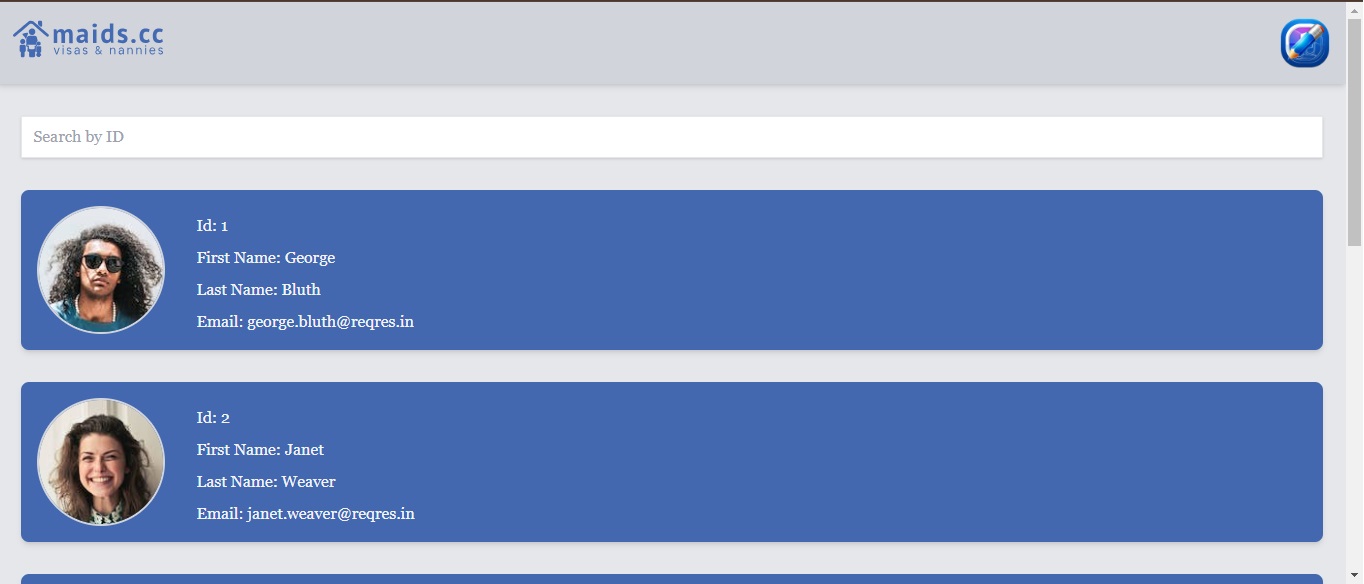 maids.cc
visas & nannies
Search by ID
Id: 1
First Name: George
Last Name: Bluth
Email: george.bluth@reqres.in
Id: 2
First Name: Janet
Last Name: Weaver
Email: janet.weaver@reqres.in